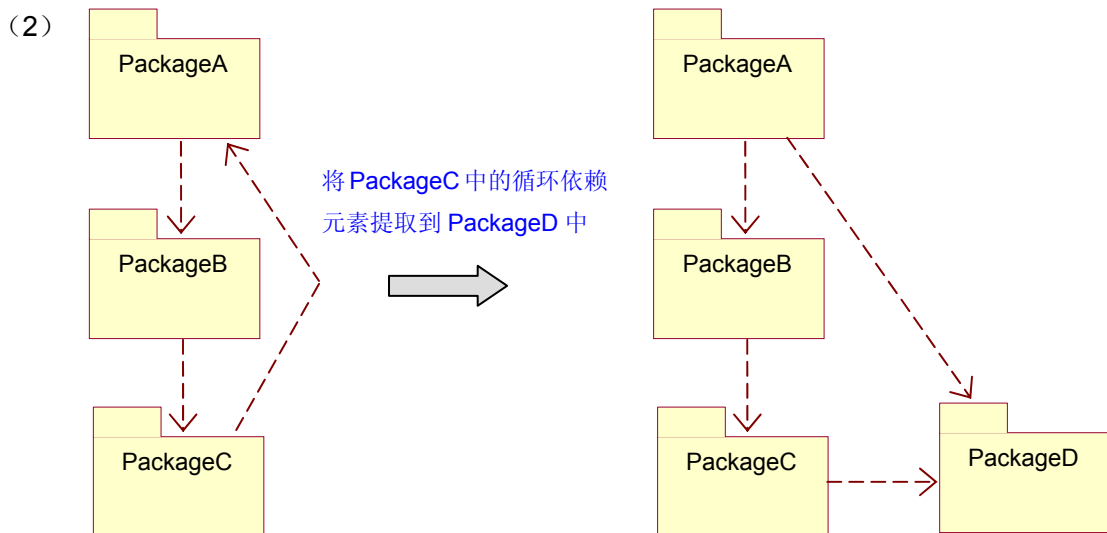 （2）
PackageA
PackageB
PackageC
将 PackageC 中的循环依赖
元素提取到 PackageD 中
PackageA
PackageB
PackageC
PackageD